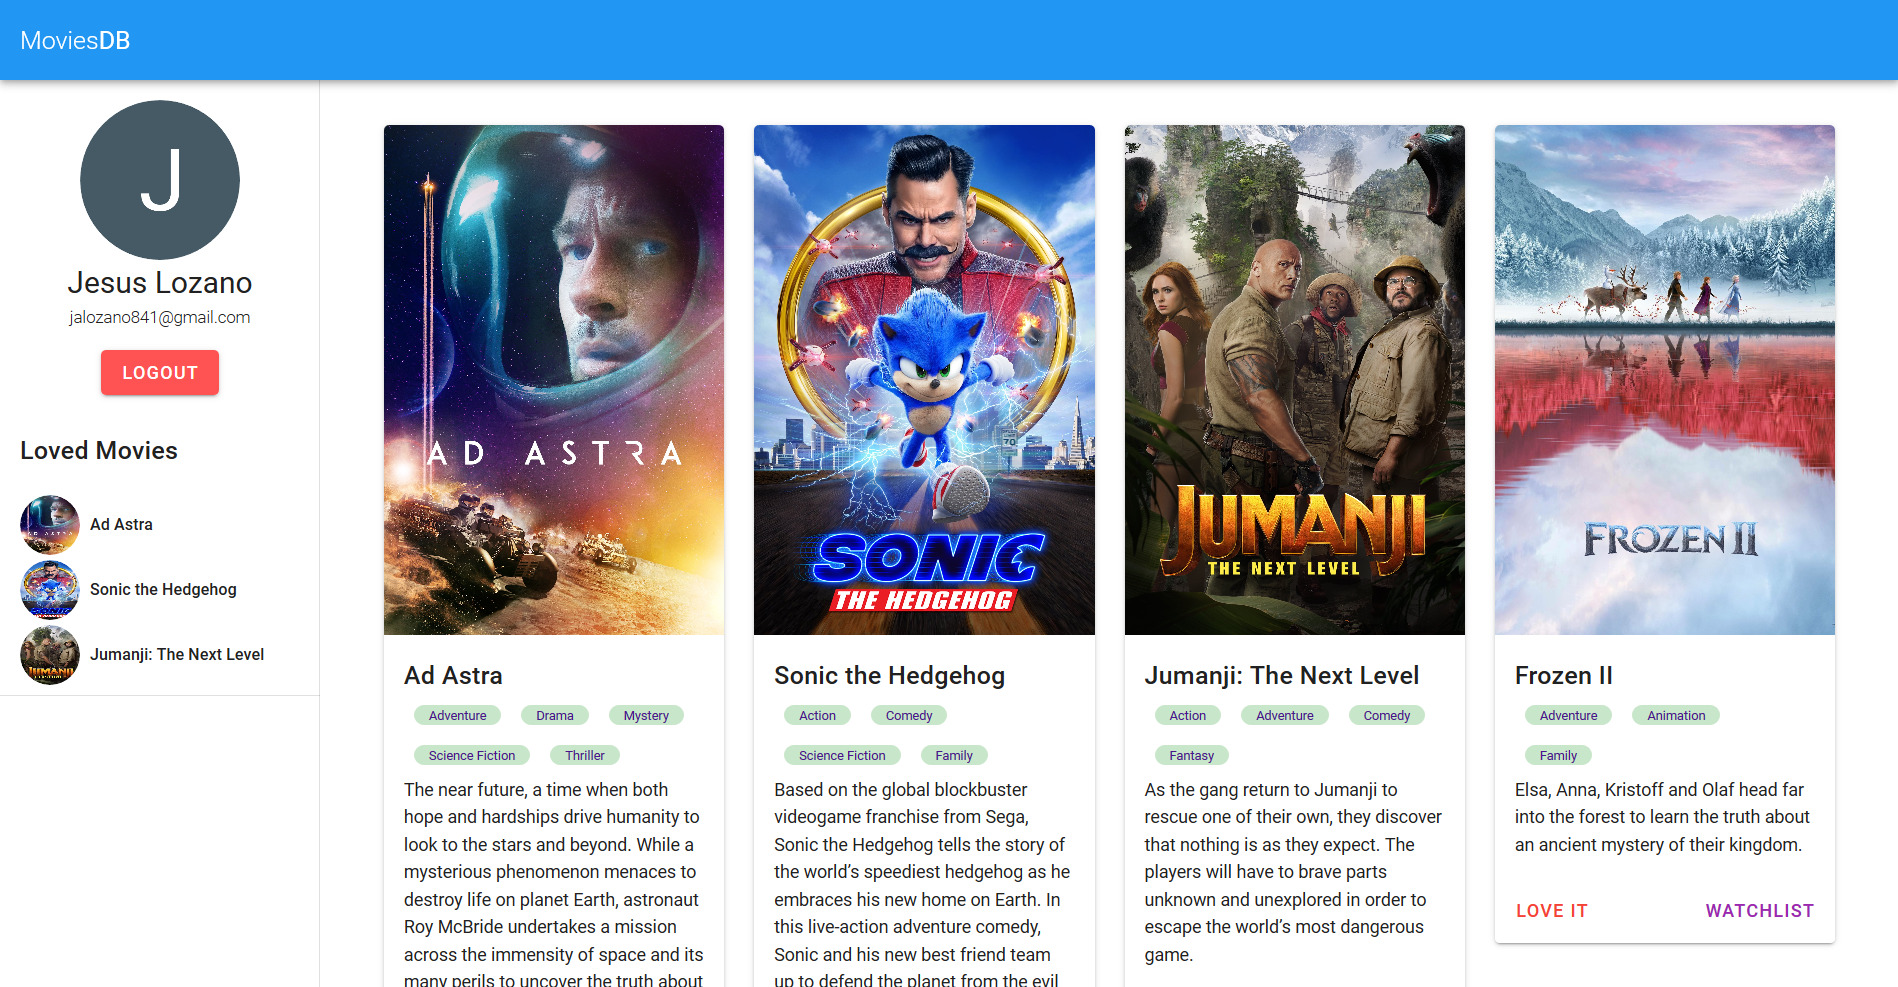 MoviesDB
J
Jesus Lozano
jalozano841@gmail.com
LOGOUT
Loved Movies
Ad Astra
Sonic the Hedgehog
Jumanji: The Next Level
AD ASTRA
Ad Astra
Adventure Drama Mystery
Science Fiction Thriller
The near future, a time when both
hope and hardships drive humanity to
look to the stars and beyond. While a
mysterious phenomenon menaces to
destroy life on planet Earth, astronaut
Roy McBride undertakes a mission
across the immensity of space and its
many perils to uncover the truth about
70
SONIC
THE HEDGEHOG
Sonic the Hedgehog
Action Comedy
Science Fiction Family
Based on the global blockbuster
videogame franchise from Sega,
Sonic the Hedgehog tells the story of
the world’s speediest hedgehog as he
embraces his new home on Earth. In
this live-action adventure comedy,
Sonic and his new best friend team
up to defend the planet from the evil
JUMANJI
THE NEXT LEVEL
Jumanji: The Next Level
Action Adventure Comedy
Fantasy
As the gang return to Jumanji to
rescue one of their own, they discover
that nothing is as they expect. The
players will have to brave parts
unknown and unexplored in order to
escape the world’s most dangerous
game.
FROZEN II
Frozen II
Adventure Animation
Family
Elsa, Anna, Kristoff and Olaf head far
into the forest to learn the truth about
an ancient mystery of their kingdom.
LOVE IT WATCHLIST